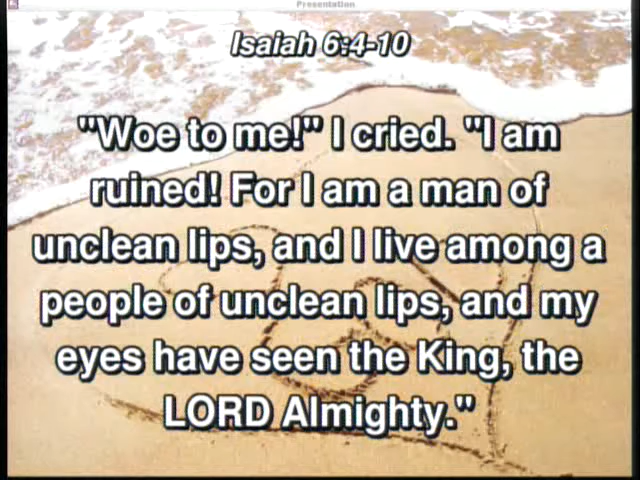 Presentation
Isaiah 6:4-10
"Woe to me!" I cried. "I am
ruined! For I am a man of
unclean lips, and I live among a
people of unclean lips, and my
eyes have seen the King, the
LORD Almighty."